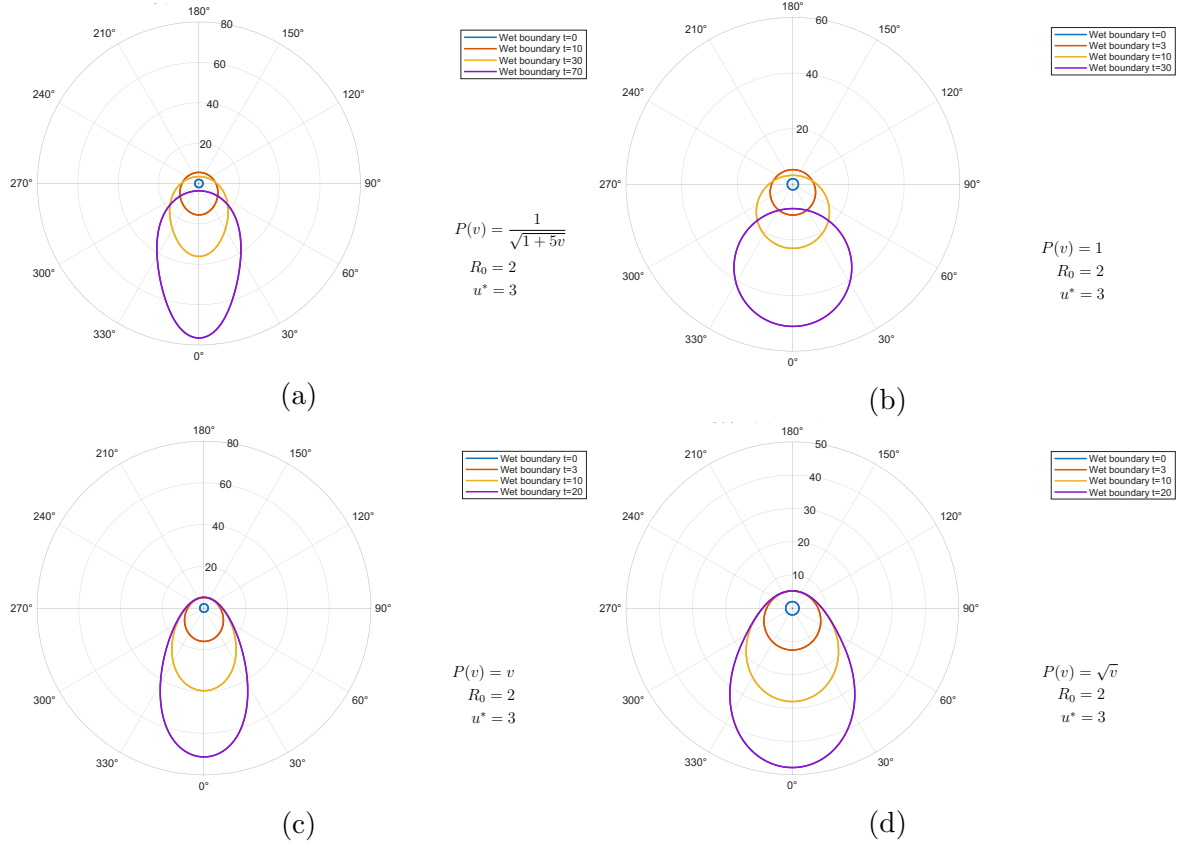 180°
150°
120°
90°
60°
30°
0°
330°
300°
270°
240°
210°
80
60
40
20
Wet boundary t=0
Wet boundary t=10
Wet boundary t=30
Wet boundary t=70
P(v) = 1/√(1 + 5v)
R₀ = 2
u* = 3
(a)
180°
150°
120°
90°
60°
30°
0°
330°
300°
270°
240°
210°
60
40
20
Wet boundary t=0
Wet boundary t=3
Wet boundary t=10
Wet boundary t=30
P(v) = 1
R₀ = 2
u* = 3
(b)
180°
150°
120°
90°
60°
30°
0°
330°
300°
270°
240°
210°
80
60
40
20
Wet boundary t=0
Wet boundary t=3
Wet boundary t=10
Wet boundary t=20
P(v) = v
R₀ = 2
u* = 3
(c)
180°
150°
120°
90°
60°
30°
0°
330°
300°
270°
240°
210°
50
40
30
20
10
Wet boundary t=0
Wet boundary t=3
Wet boundary t=10
Wet boundary t=20
P(v) = √v
R₀ = 2
u* = 3
(d)